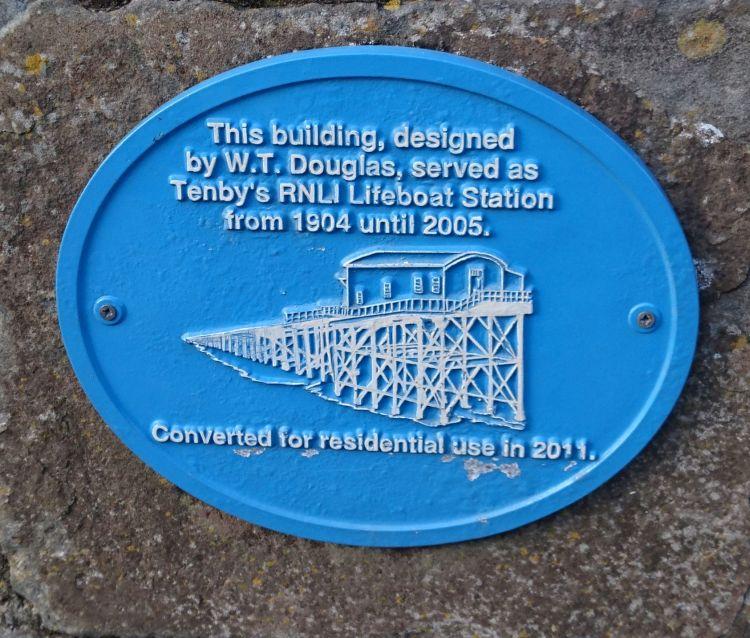 This building, designed
by W.T. Douglas, served as
Tenby's RNLI Lifeboat Station
from 1904 until 2005.
Converted for residential use in 2011.